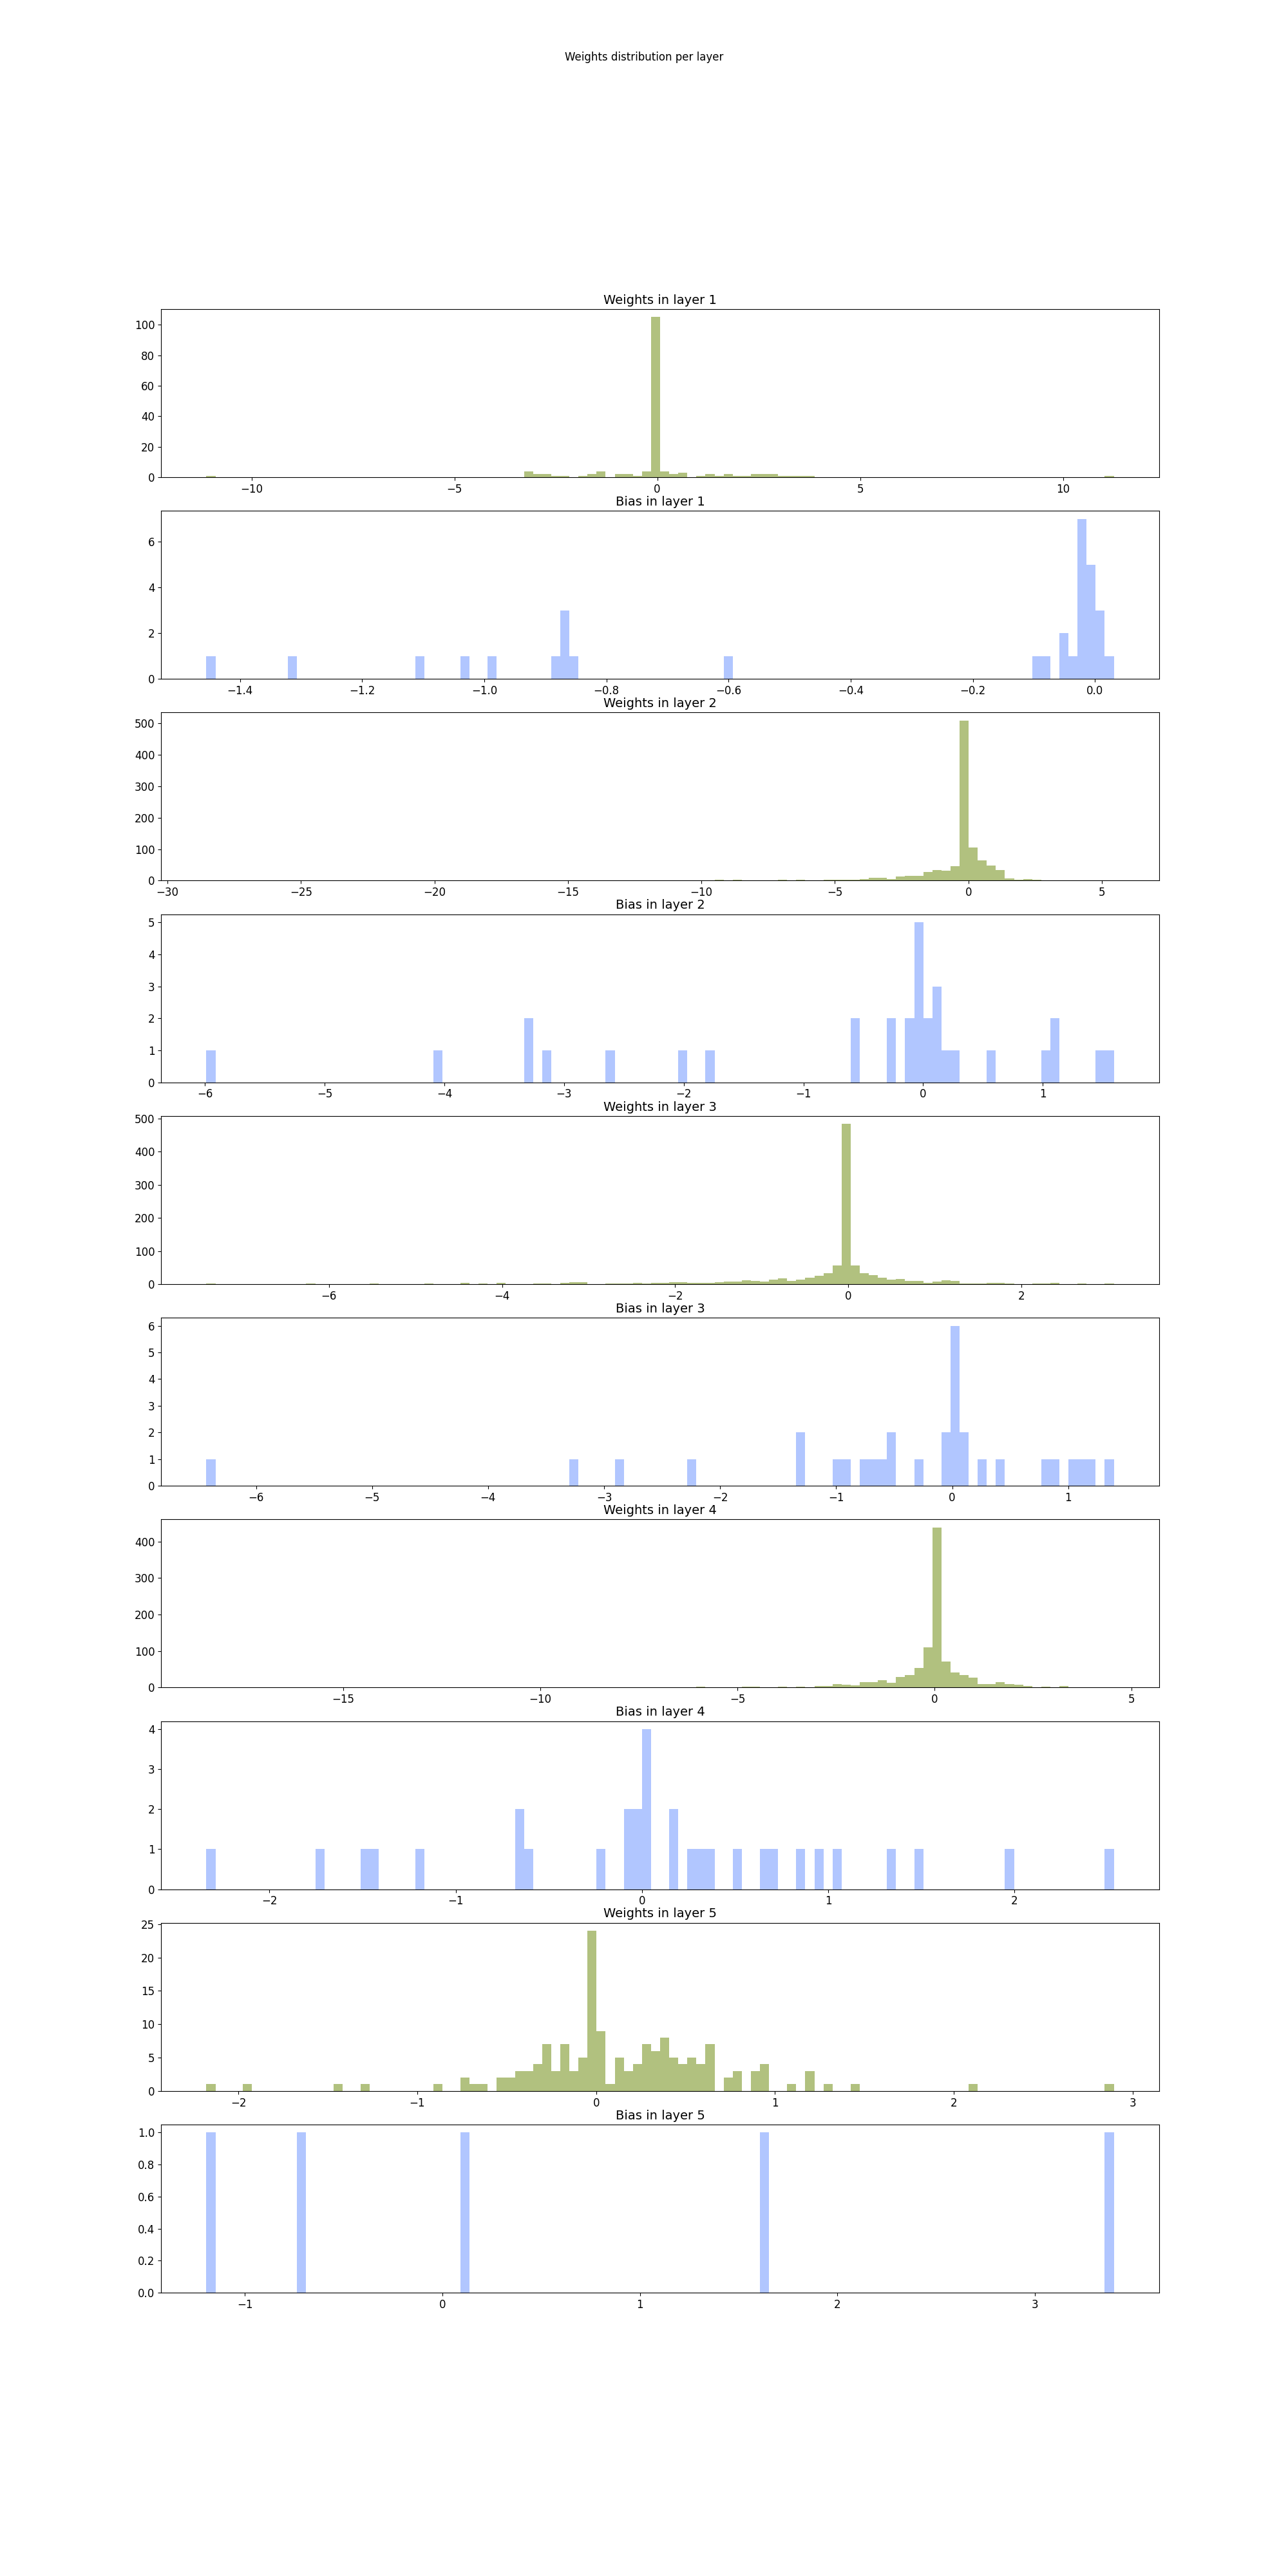 Weights distribution per layer
Weights in layer 1
100
80
60
40
20
0
−10 −5 0 5 10
Bias in layer 1
6
4
2
0
−1.4 −1.2 −1.0 −0.8 −0.6 −0.4 −0.2 0.0
Weights in layer 2
500
400
300
200
100
0
−30 −25 −20 −15 −10 −5 0 5
Bias in layer 2
5
4
3
2
1
0
−6 −5 −4 −3 −2 −1 0 1
Weights in layer 3
500
400
300
200
100
0
−6 −4 −2 0 2
Bias in layer 3
6
5
4
3
2
1
0
−6 −5 −4 −3 −2 −1 0 1
Weights in layer 4
400
300
200
100
0
−15 −10 −5 0 5
Bias in layer 4
4
3
2
1
0
−2 −1 0 1 2
Weights in layer 5
25
20
15
10
5
0
−2 −1 0 1 2 3
Bias in layer 5
1.0
0.8
0.6
0.4
0.2
0.0
−1 0 1 2 3